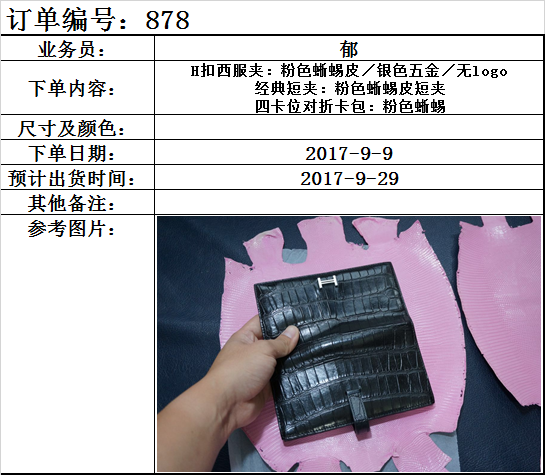 订单编号：878
业务员：
郁
下单内容：
H扣西服夹：粉色蜥蜴皮／银色五金／无logo
经典短夹：粉色蜥蜴皮短夹
四卡位对折卡包：粉色蜥蜴
尺寸及颜色：
下单日期：
2017-9-9
预计出货时间：
2017-9-29
其他备注：
参考图片：